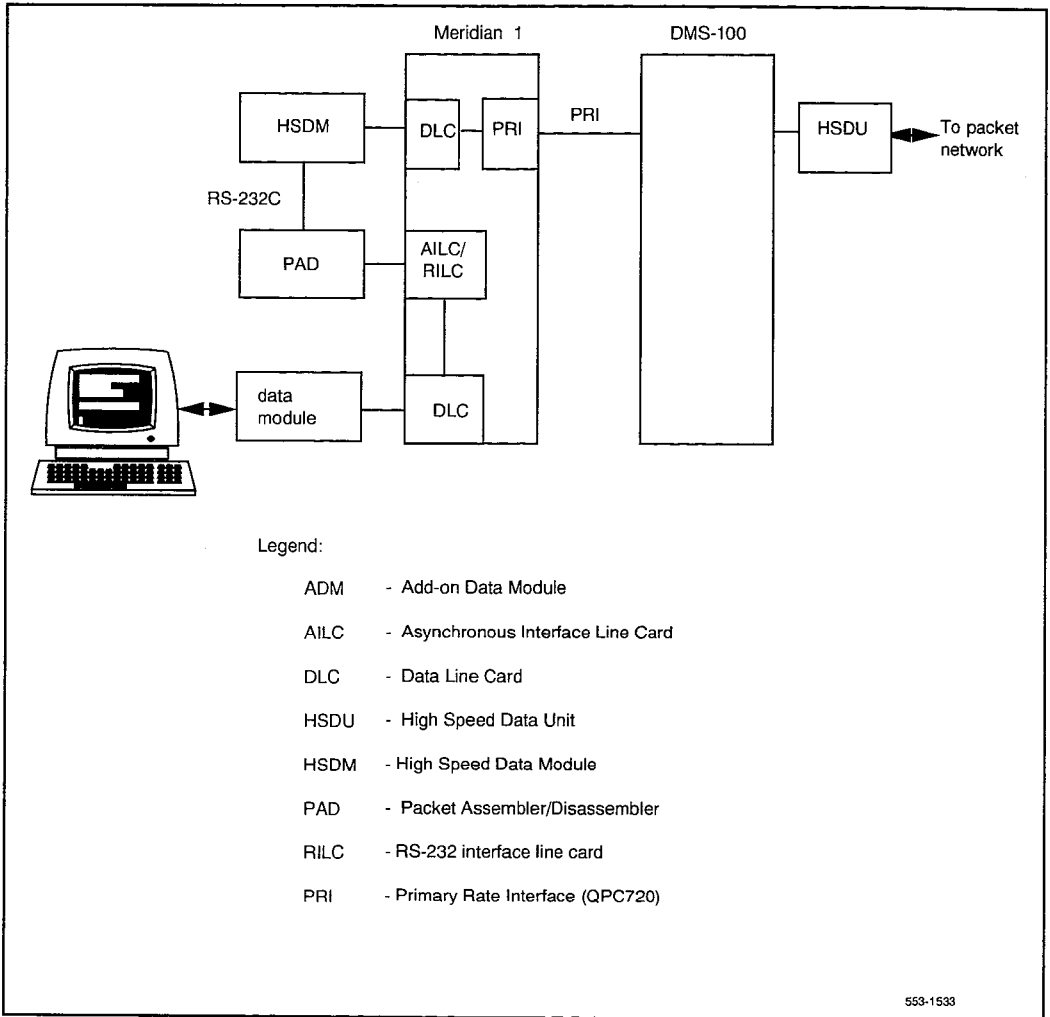 Meridian 1
DMS-100
HSDM
DLC
PRI
PRI
HSDU
To packet
network
RS-232C
PAD
AILC/
RILC
data
module
DLC
Legend:
ADM - Add-on Data Module
AILC - Asynchronous Interface Line Card
DLC - Data Line Card
HSDU - High Speed Data Unit
HSDM - High Speed Data Module
PAD - Packet Assembler/Disassembler
RILC - RS-232 interface line card
PRI - Primary Rate Interface (QPC720)
553-1533